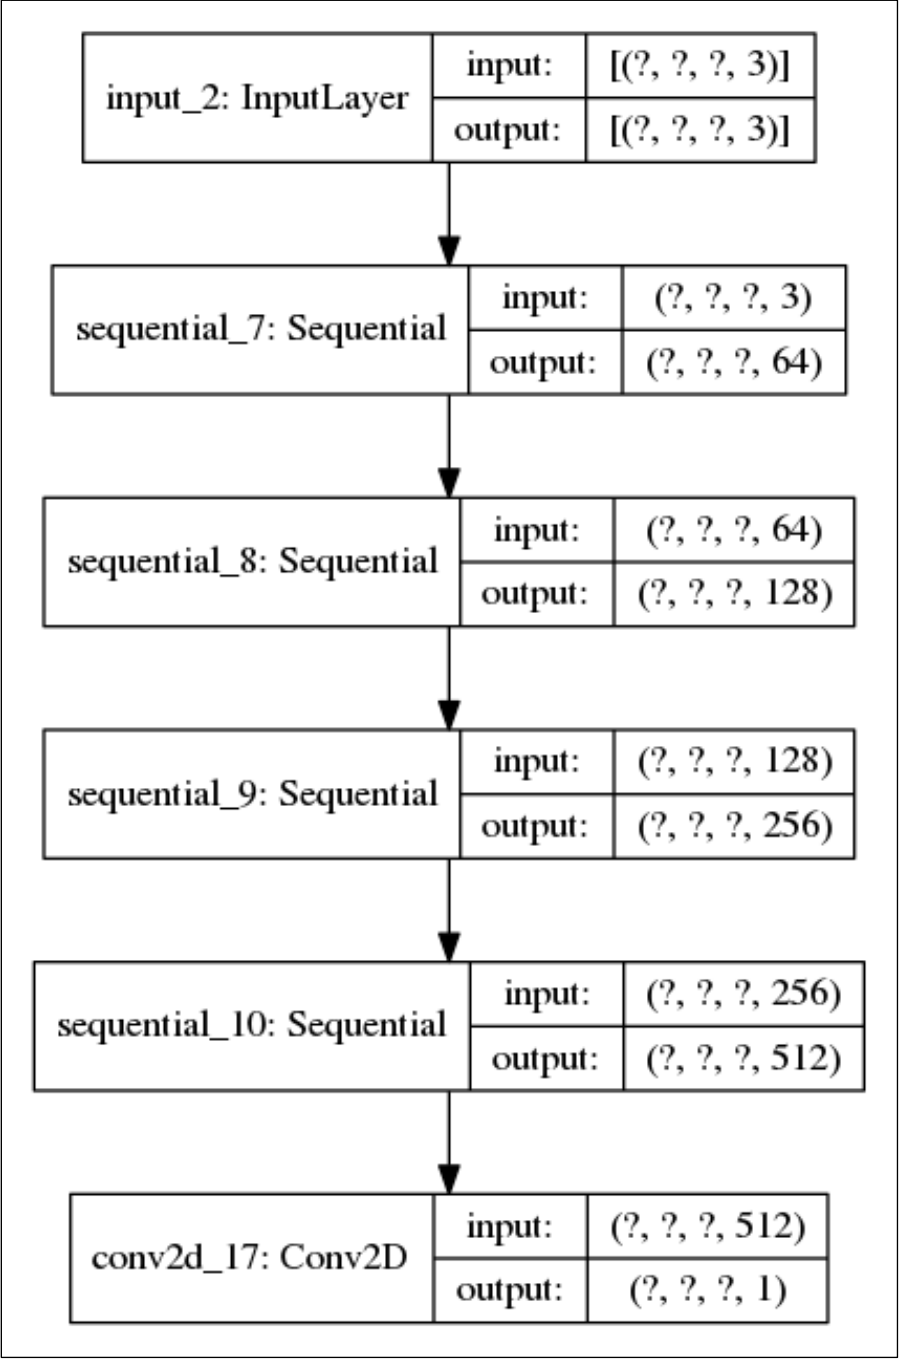 input_2: InputLayer
input: [(?, ?, ?, 3)]
output: [(?, ?, ?, 3)]
sequential_7: Sequential
input: (?, ?, ?, 3)
output: (?, ?, ?, 64)
sequential_8: Sequential
input: (?, ?, ?, 64)
output: (?, ?, ?, 128)
sequential_9: Sequential
input: (?, ?, ?, 128)
output: (?, ?, ?, 256)
sequential_10: Sequential
input: (?, ?, ?, 256)
output: (?, ?, ?, 512)
conv2d_17: Conv2D
input: (?, ?, ?, 512)
output: (?, ?, ?, 1)